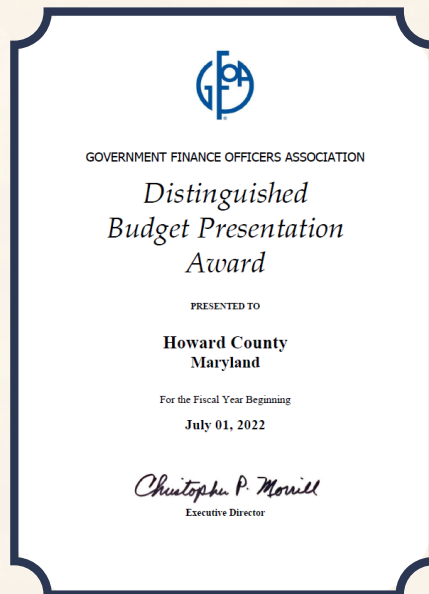 GFOA
GOVERNMENT FINANCE OFFICERS ASSOCIATION
Distinguished
Budget Presentation
Award
PRESENTED TO
Howard County
Maryland
For the Fiscal Year Beginning
July 01, 2022
Christopher P. Morrill
Executive Director